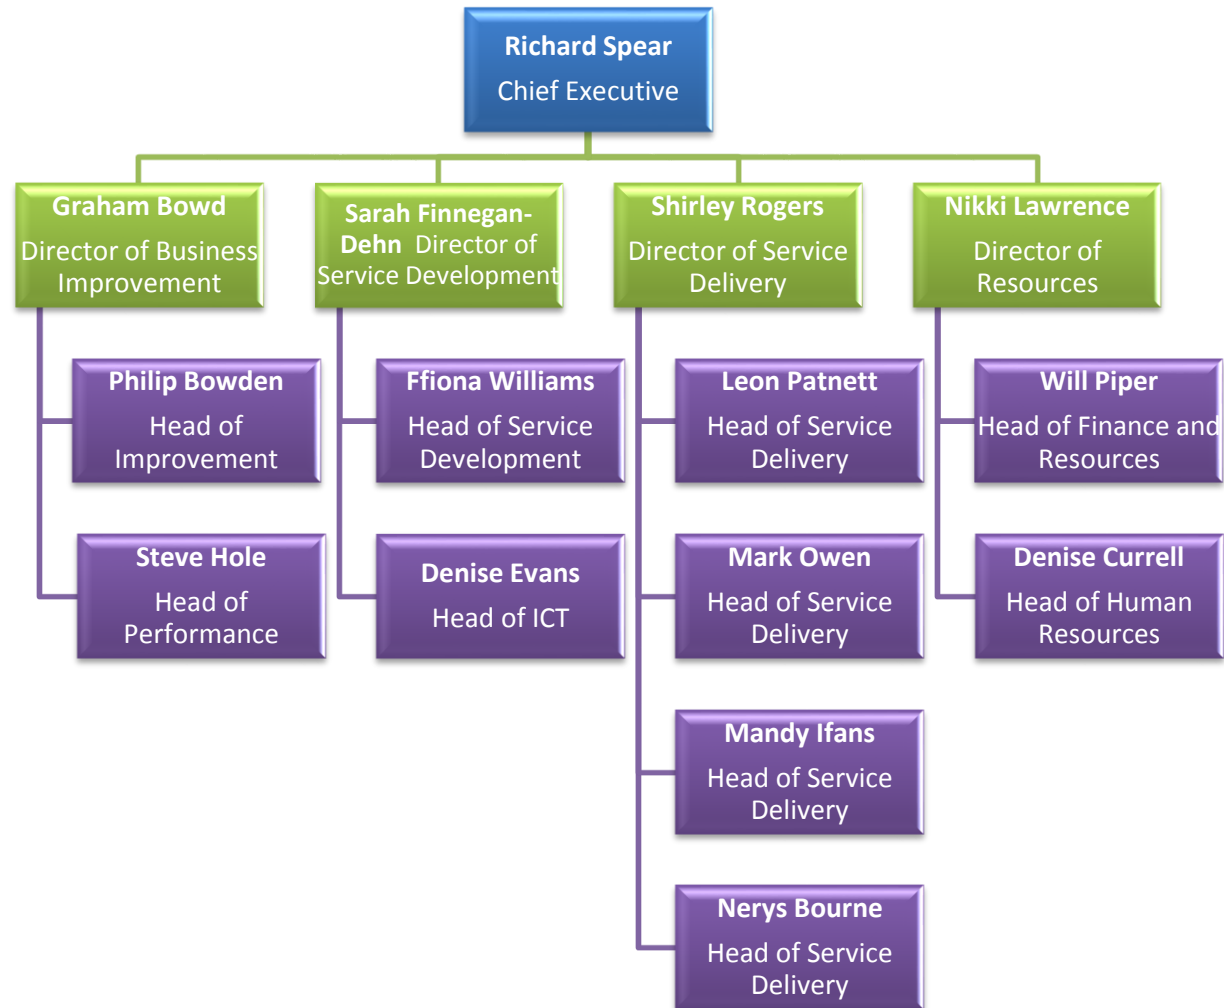 Richard Spear
Chief Executive
Graham Bowd
Director of Business
Improvement
Sarah Finnegan-
Dehn Director of
Service Development
Shirley Rogers
Director of Service
Delivery
Nikki Lawrence
Director of
Resources
Philip Bowden
Head of
Improvement
Steve Hole
Head of
Performance
Ffiona Williams
Head of Service
Development
Denise Evans
Head of ICT
Leon Patnett
Head of Service
Delivery
Mark Owen
Head of Service
Delivery
Mandy Ifans
Head of Service
Delivery
Nerys Bourne
Head of Service
Delivery
Will Piper
Head of Finance and
Resources
Denise Currell
Head of Human
Resources